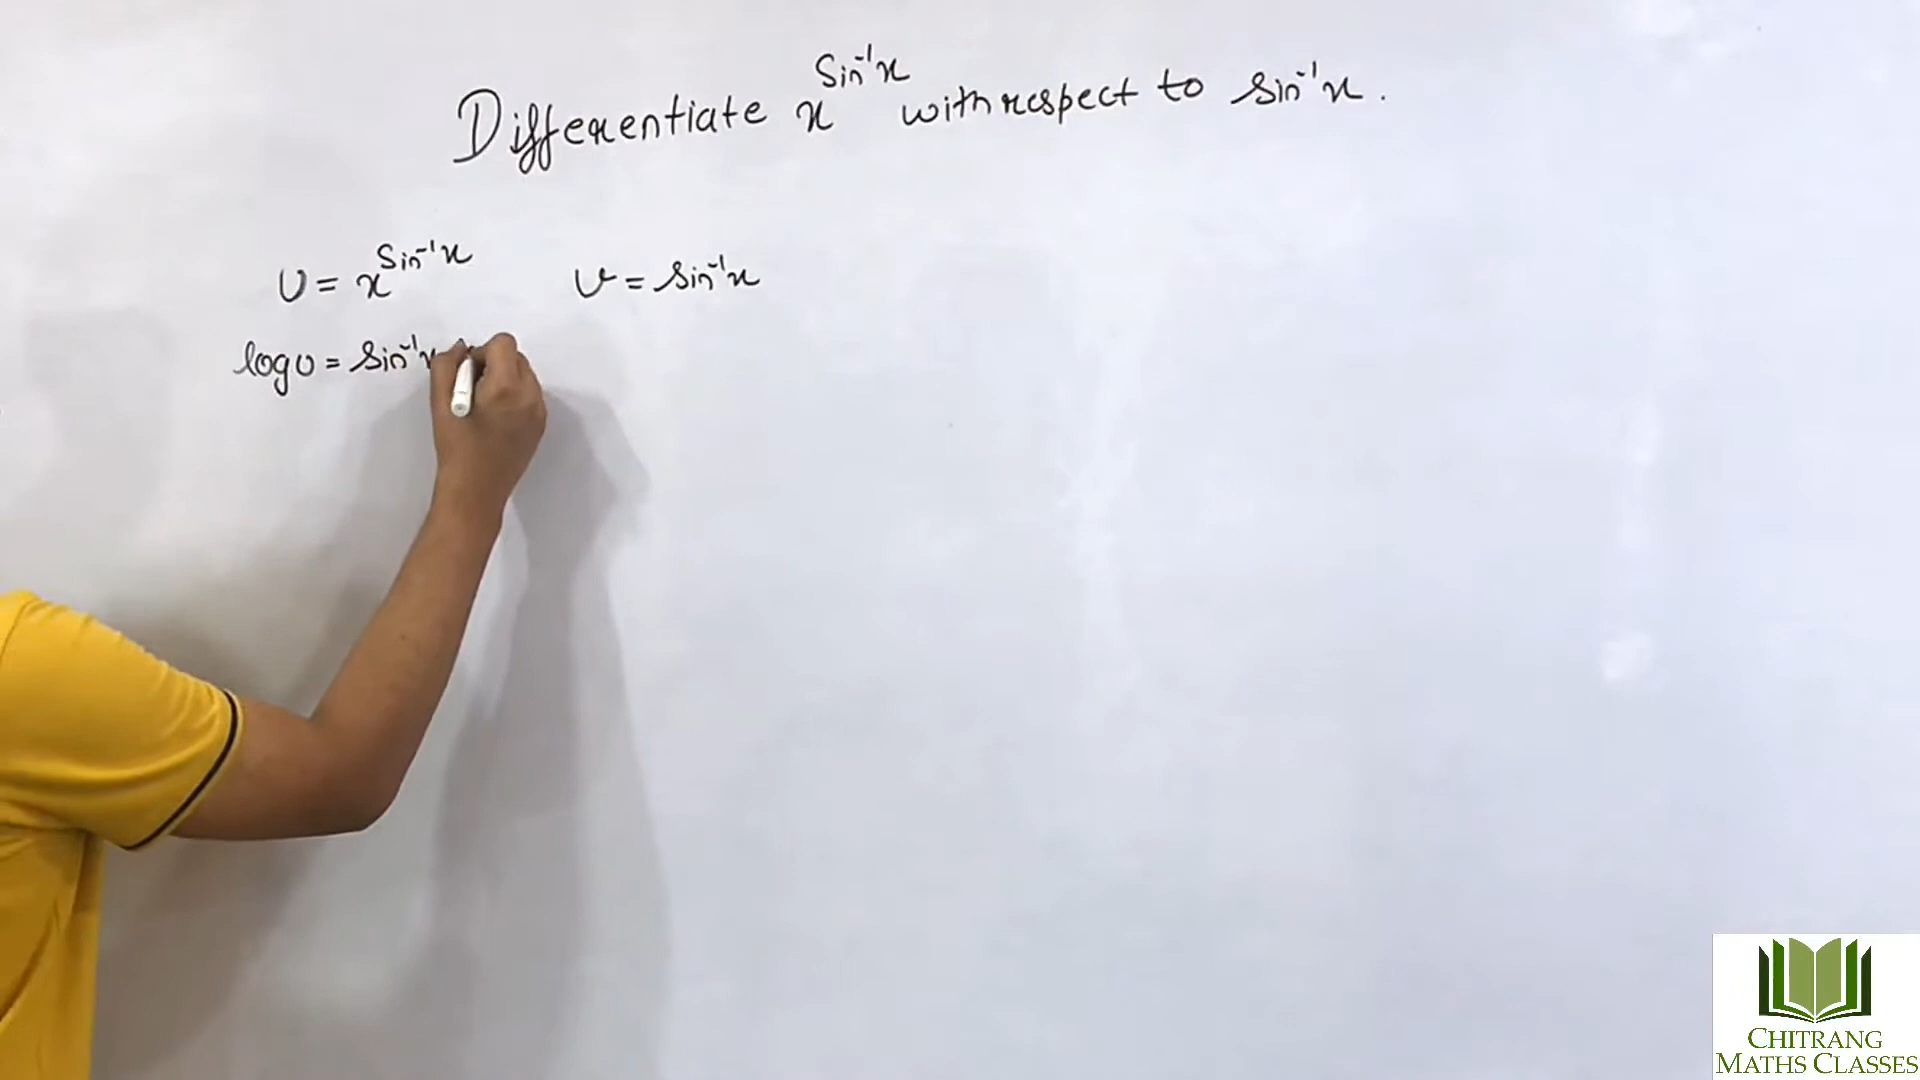 Differentiate x^sin⁻¹x with respect to sin⁻¹x.
U = x^sin⁻¹x   v = sin⁻¹x
log U = sin⁻¹x
CHITRANG
MATHS CLASSES